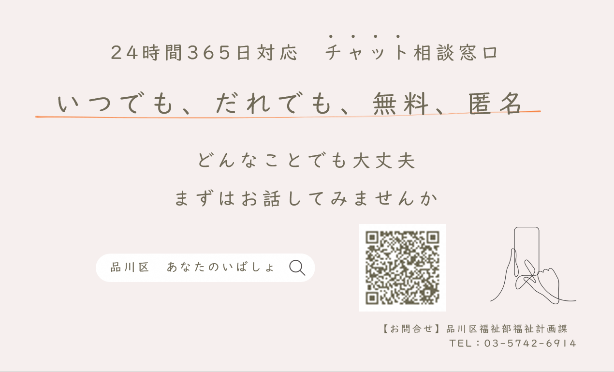 24時間365日対応　チャット相談窓口
いつでも、だれでも、無料、匿名
どんなことでも大丈夫
まずはお話してみませんか
品川区　あなたのいばしょ
【お問合せ】品川区福祉部福祉計画課
TEL：03-5742-6914